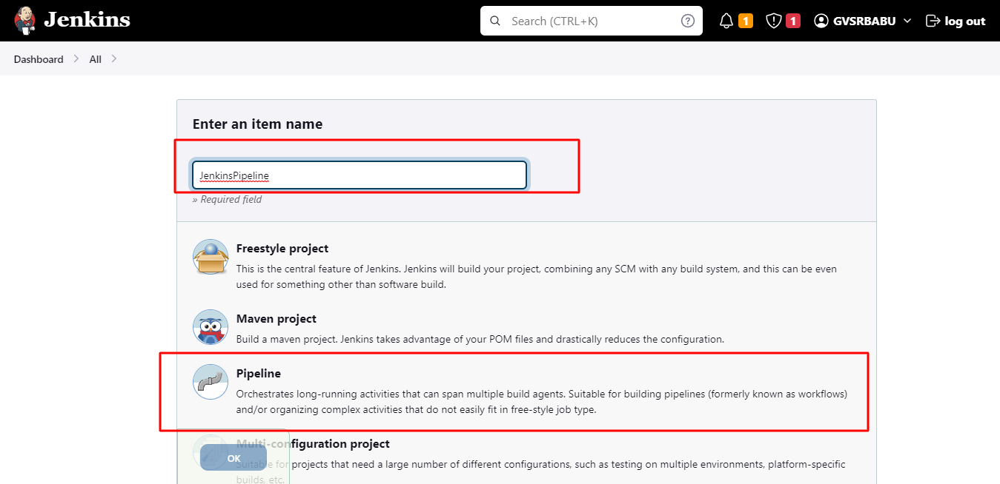 Jenkins
Search (CTRL+K)
1
1
GVSRBABU
log out
Dashboard
All
Enter an item name
JenkinsPipeline
» Required field
Freestyle project
This is the central feature of Jenkins. Jenkins will build your project, combining any SCM with any build system, and this can be even
used for something other than software build.
Maven project
Build a maven project. Jenkins takes advantage of your POM files and drastically reduces the configuration.
Pipeline
Orchestrates long-running activities that can span multiple build agents. Suitable for building pipelines (formerly known as workflows)
and/or organizing complex activities that do not easily fit in free-style job type.
Multi-configuration project
OK
Suitable for projects that need a large number of different configurations, such as testing on multiple environments, platform-specific
builds, etc.